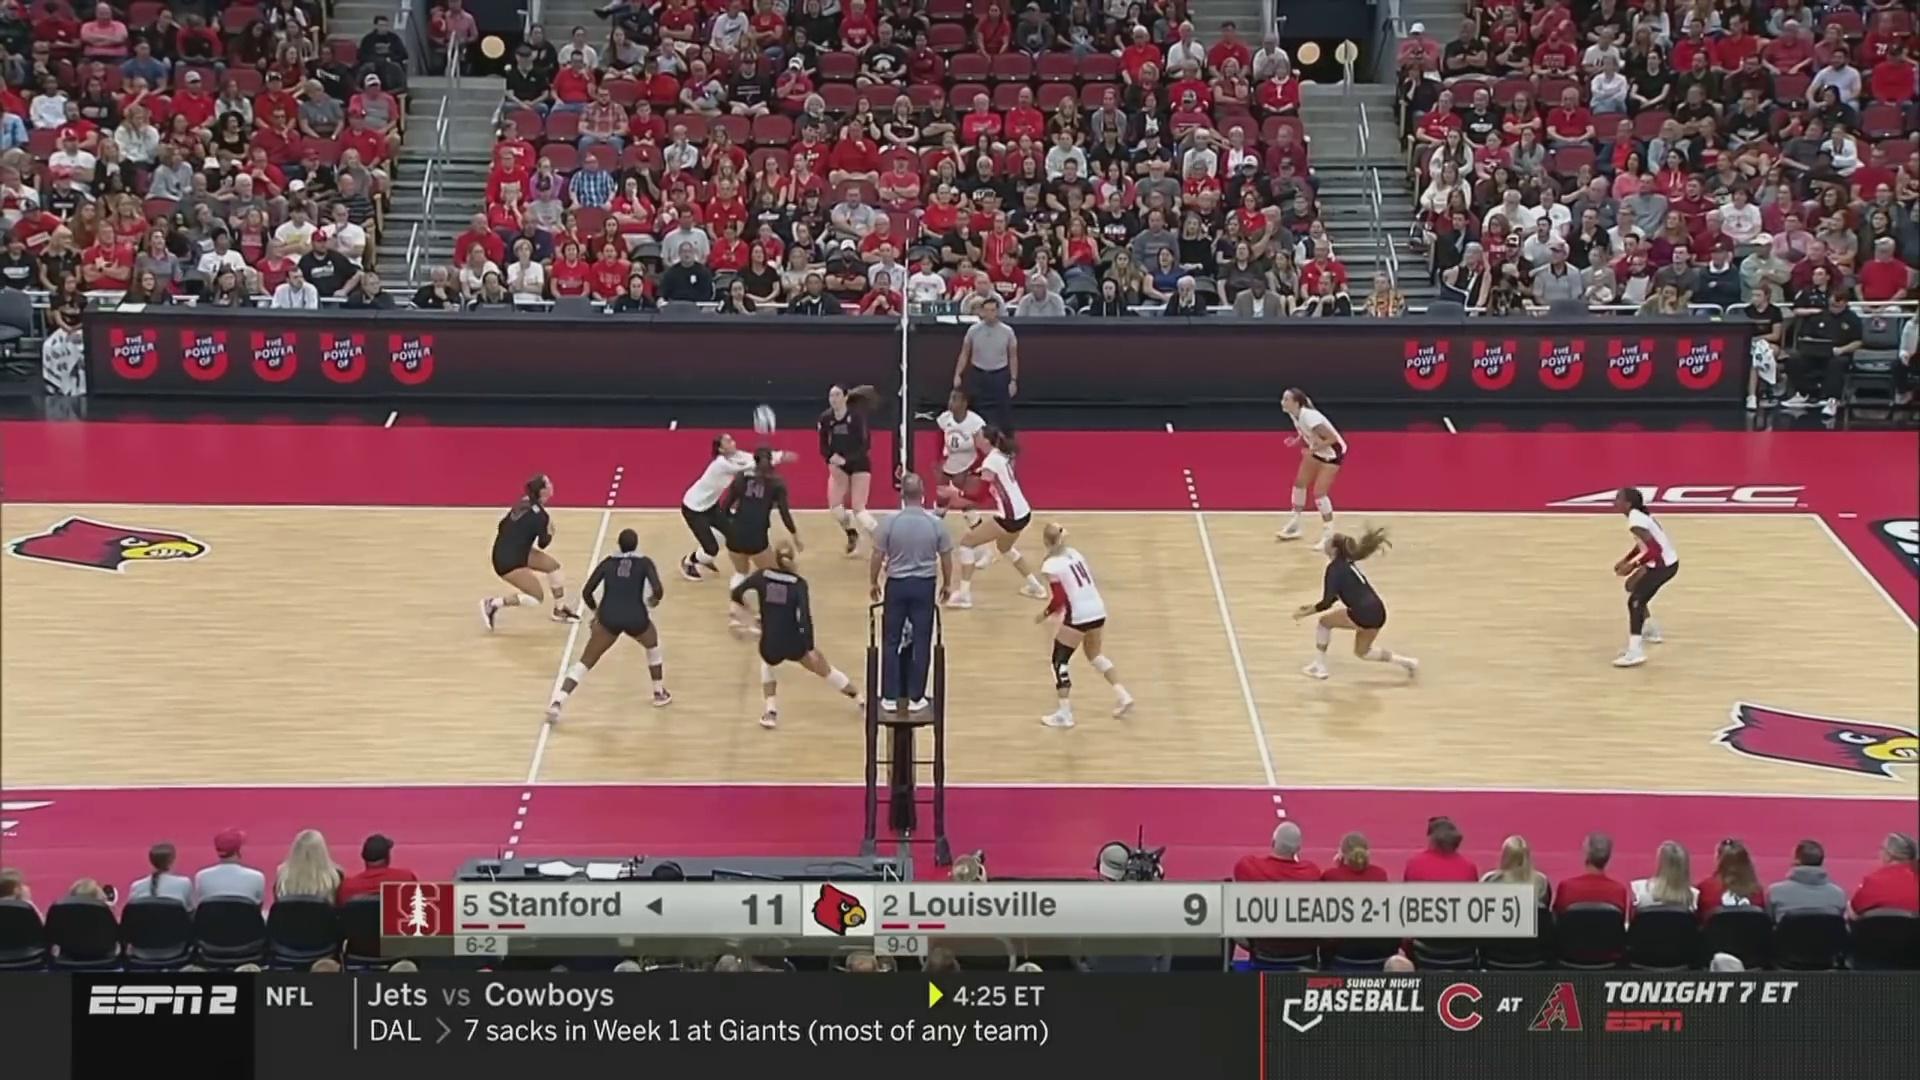 THE POWER OF U THE POWER OF U THE POWER OF U THE POWER OF U THE POWER OF U
THE POWER OF U THE POWER OF U THE POWER OF U THE POWER OF U THE POWER OF U
ACC
14
5 Stanford ◄ 11
6-2
2 Louisville 9
9-0
LOU LEADS 2-1 (BEST OF 5)
ESPN2
NFL
Jets vs Cowboys 4:25 ET
DAL > 7 sacks in Week 1 at Giants (most of any team)
ESPN SUNDAY NIGHT
BASEBALL
C AT A
TONIGHT 7 ET
ESPN